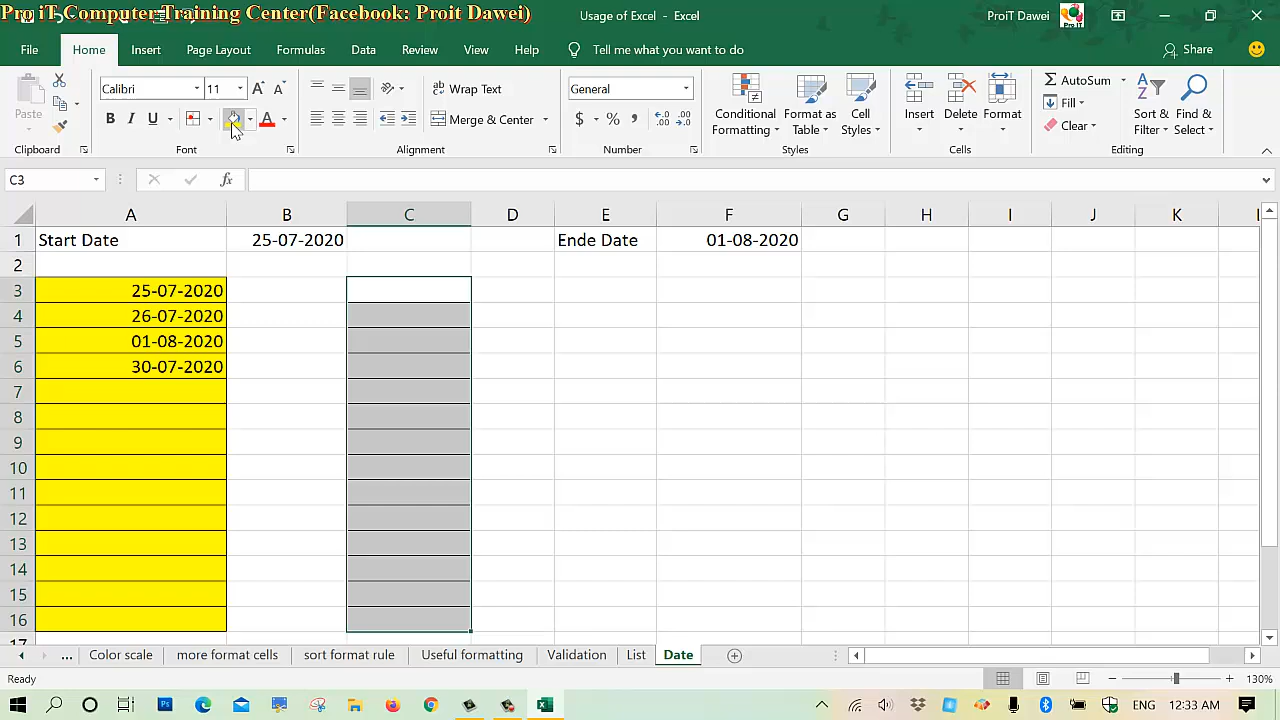 Pro iT Computer Training Center(Facebook: Proit Dawei)
Usage of Excel - Excel
ProiT Dawei
File Home Insert Page Layout Formulas Data Review View Help Tell me what you want to do Share
Paste
Calibri 11
Wrap Text
General
Merge & Center
Conditional Formatting
Format as Table
Cell Styles
Insert Delete Format
AutoSum
Fill
Clear
Sort & Filter
Find & Select
Clipboard Font Alignment Number Styles Cells Editing
C3 fx
A B C D E F G H I J K
1 Start Date 25-07-2020 Ende Date 01-08-2020
2
3 25-07-2020
4 26-07-2020
5 01-08-2020
6 30-07-2020
7
8
9
10
11
12
13
14
15
16
17
... Color scale more format cells sort format rule Useful formatting Validation List Date
Ready 130%
ENG 12:33 AM